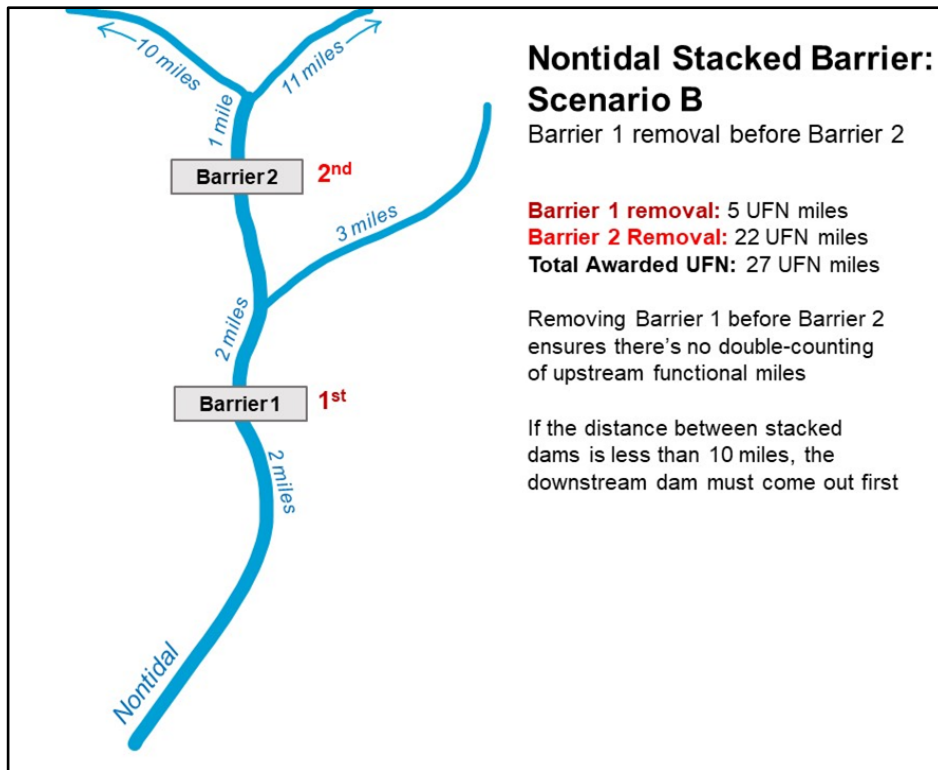 Nontidal Stacked Barrier:
Scenario B
Barrier 1 removal before Barrier 2
Barrier 1 removal: 5 UFN miles
Barrier 2 Removal: 22 UFN miles
Total Awarded UFN: 27 UFN miles
Removing Barrier 1 before Barrier 2
ensures there's no double-counting
of upstream functional miles
If the distance between stacked
dams is less than 10 miles, the
downstream dam must come out first
10 miles
11 miles
1 mile
Barrier 2
2nd
3 miles
2 miles
Barrier 1
1st
2 miles
Nontidal